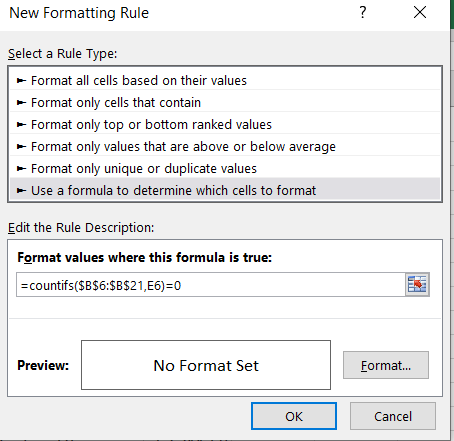 New Formatting Rule
?
Select a Rule Type:
► Format all cells based on their values
► Format only cells that contain
► Format only top or bottom ranked values
► Format only values that are above or below average
► Format only unique or duplicate values
► Use a formula to determine which cells to format
Edit the Rule Description:
Format values where this formula is true:
=countifs($B$6:$B$21,E6)=0
Preview:
No Format Set
Format...
OK
Cancel